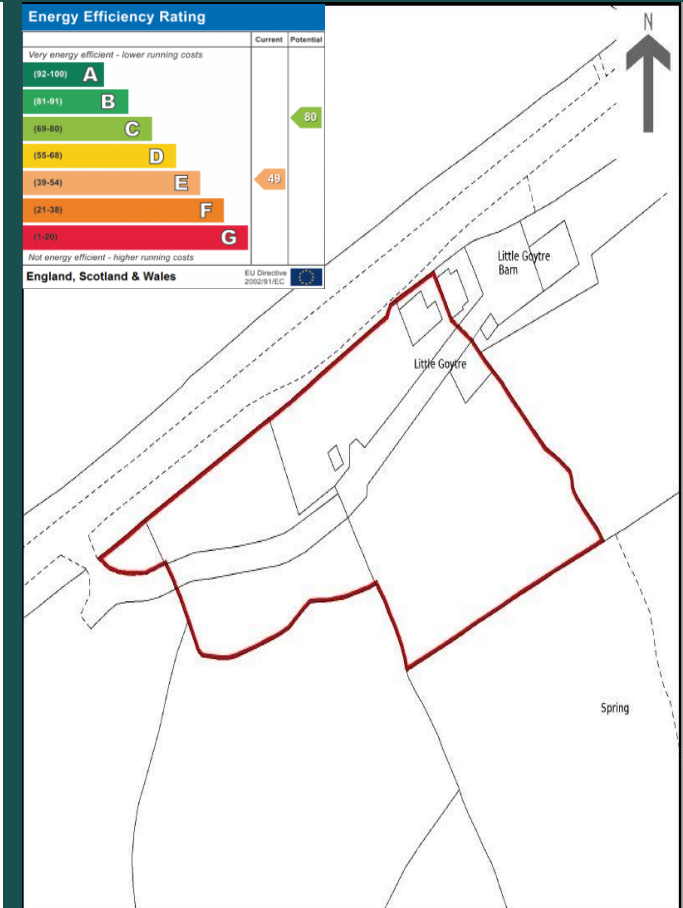 Energy Efficiency Rating
Current Potential
Very energy efficient - lower running costs
(92-100) A
(81-91) B
(69-80) C
(55-68) D
(39-54) E
(21-38) F
(1-20) G
80
49
Not energy efficient - higher running costs
England, Scotland & Wales
EU Directive
2002/91/EC
N
Little Goytre
Barn
Little Goytre
Spring